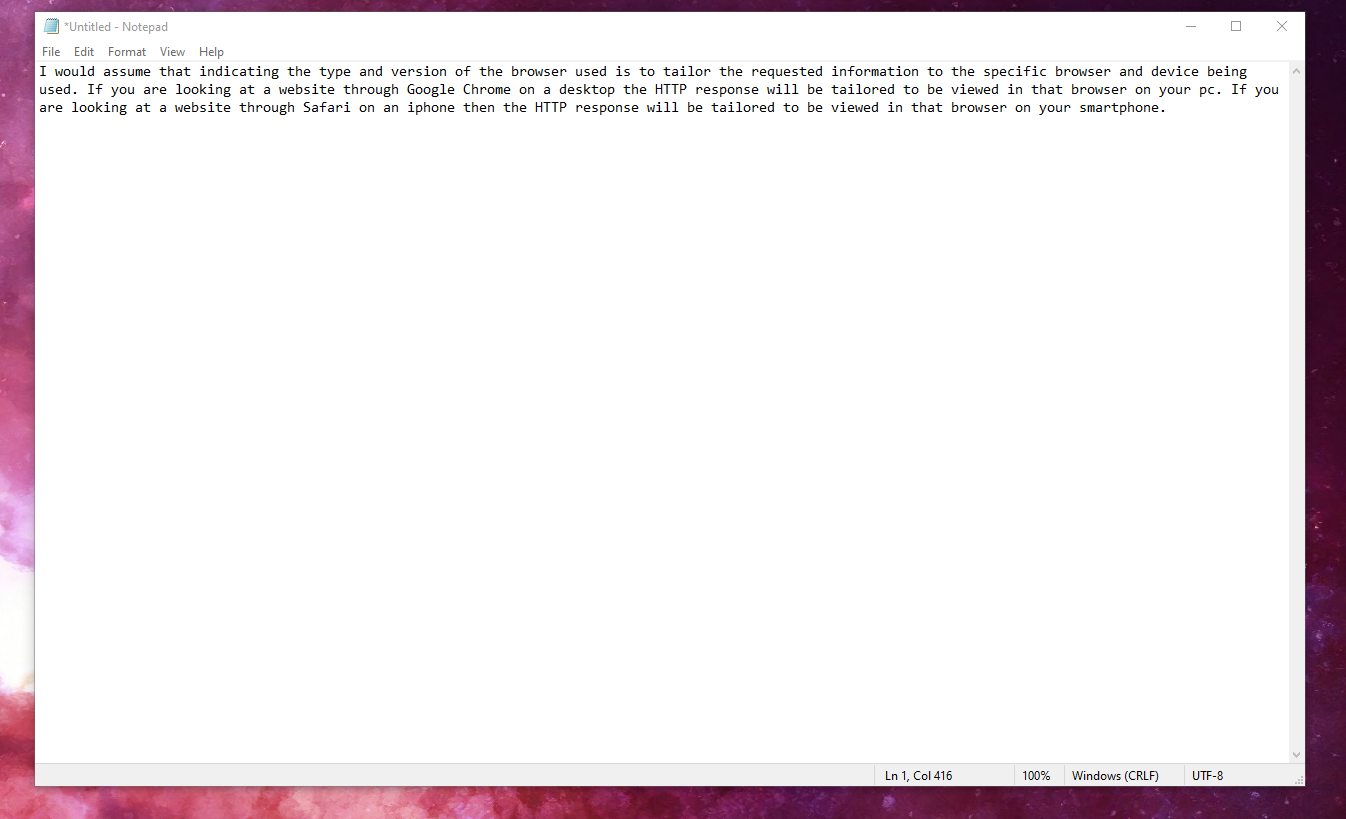 *Untitled - Notepad
File Edit Format View Help
I would assume that indicating the type and version of the browser used is to tailor the requested information to the specific browser and device being
used. If you are looking at a website through Google Chrome on a desktop the HTTP response will be tailored to be viewed in that browser on your pc. If you
are looking at a website through Safari on an iphone then the HTTP response will be tailored to be viewed in that browser on your smartphone.
Ln 1, Col 416 100% Windows (CRLF) UTF-8